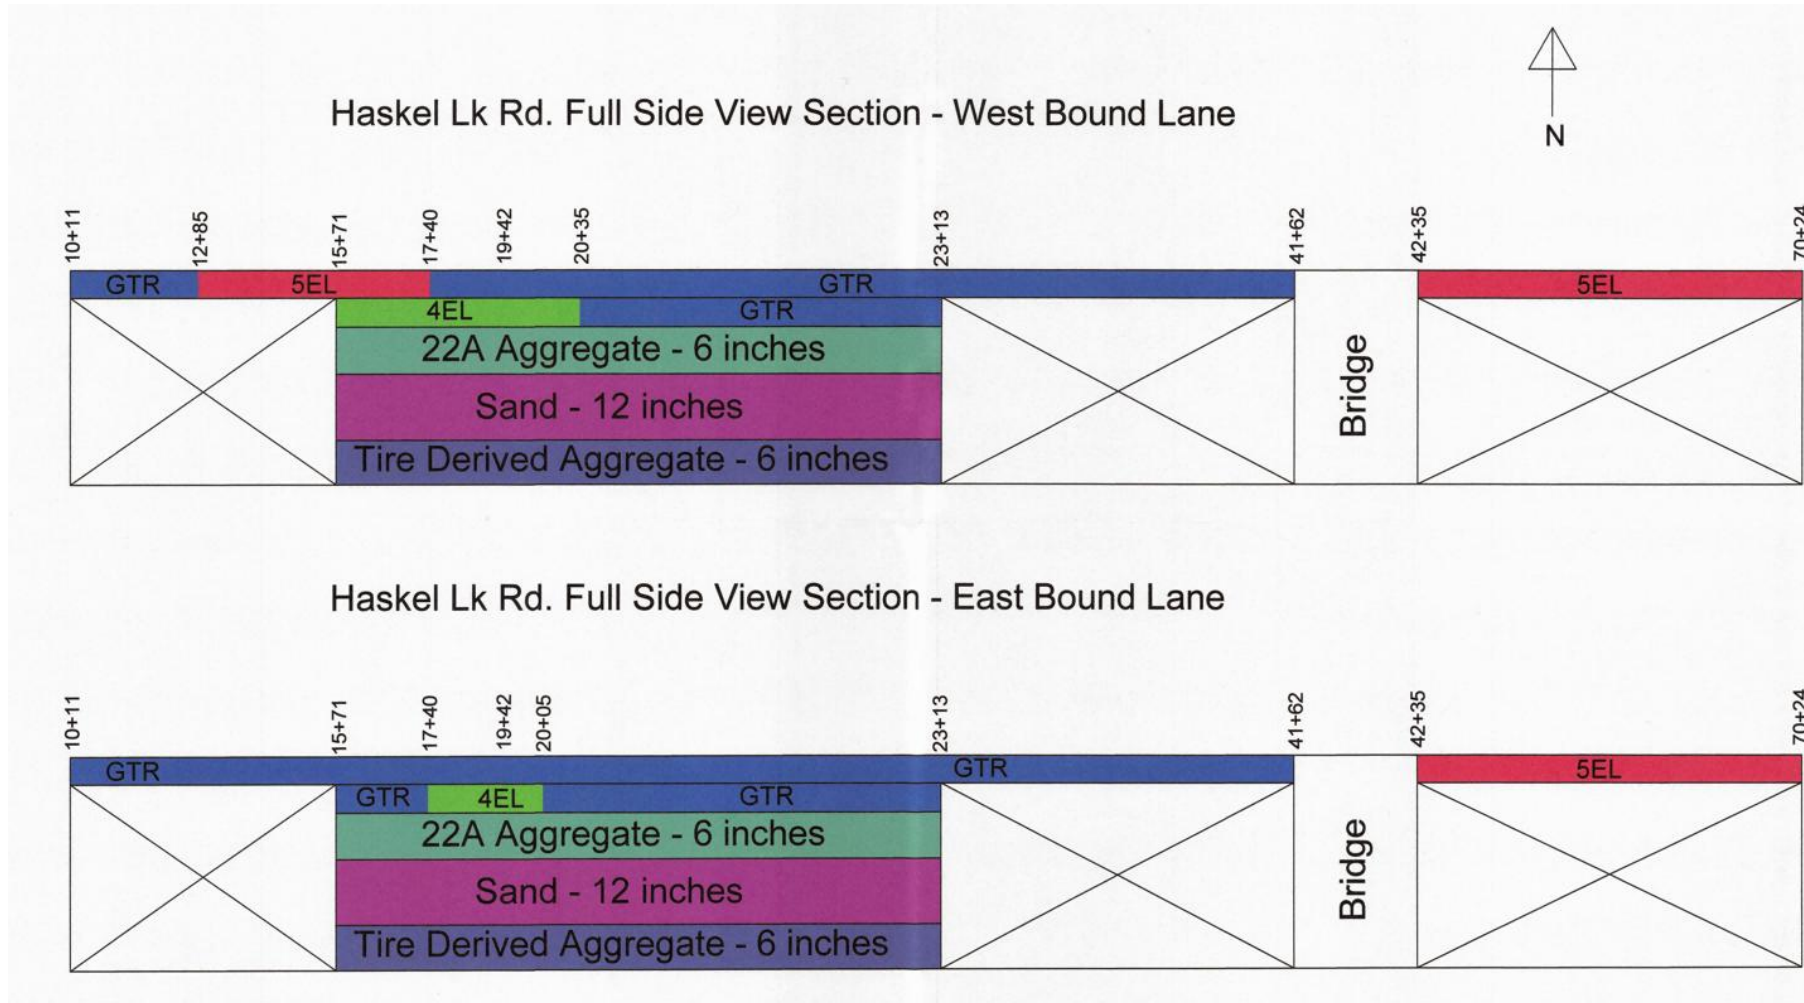 N
Haskel Lk Rd. Full Side View Section - West Bound Lane
10+11 12+85 15+71 17+40 19+42 20+35 23+13 41+62 42+35 70+24
GTR 5EL GTR 5EL
4EL GTR
22A Aggregate - 6 inches
Sand - 12 inches
Tire Derived Aggregate - 6 inches
Bridge
Haskel Lk Rd. Full Side View Section - East Bound Lane
10+11 15+71 17+40 19+42 20+05 23+13 41+62 42+35 70+24
GTR GTR 5EL
GTR 4EL GTR
22A Aggregate - 6 inches
Sand - 12 inches
Tire Derived Aggregate - 6 inches
Bridge